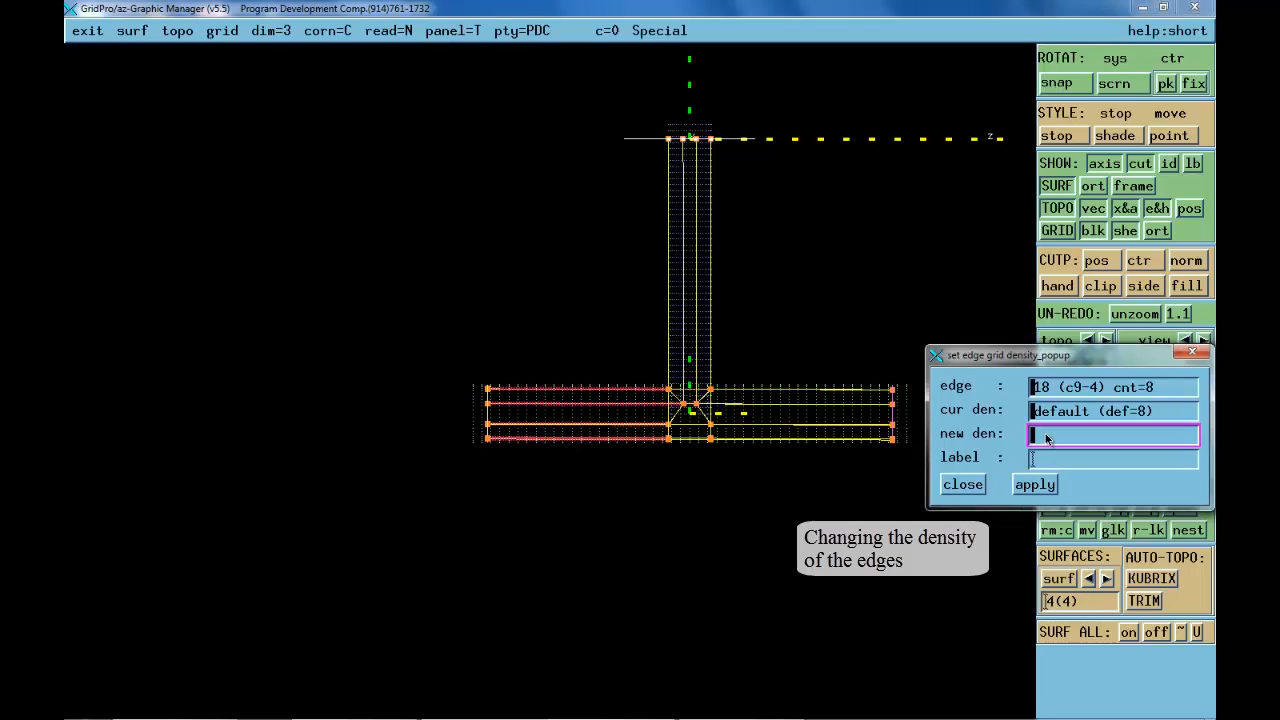 GridPro/az-Graphic Manager (v5.5) Program Development Comp.(914)761-1732
exit surf topo grid dim=3 corn=C read=N panel=T pty=PDC c=0 Special help:short
ROTAT: sys ctr
snap scrn pk fix
STYLE: stop move
stop shade point
SHOW: axis cut id lb
SURF ort frame
TOPO vec x&a e&h pos
GRID blk she ort
CUTP: pos ctr norm
hand clip side fill
UN-REDO: unzoom 1.1
topo view
z
set edge grid density_popup
edge : 18 (c9-4) cnt=8
cur den: default (def=8)
new den:
label :
close apply
Changing the density
of the edges
rm:c mv glk r-lk nest
SURFACES: AUTO-TOPO:
surf KUBRIX
4(4) TRIM
SURF ALL: on off ~ U